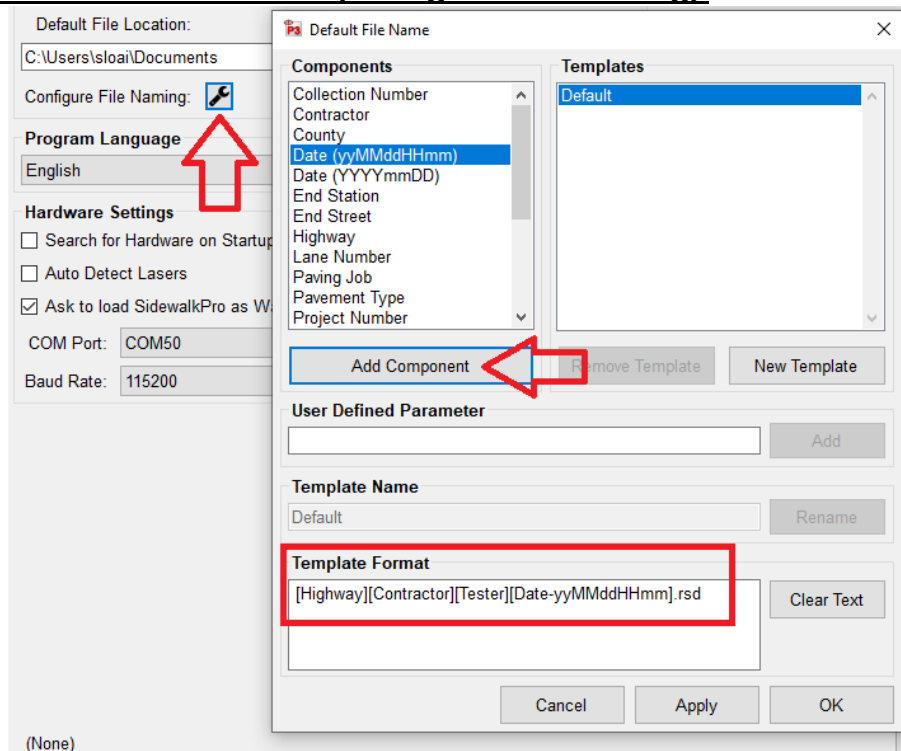 Default File Location:
C:\Users\sloai\Documents
Configure File Naming:
Program Language
English
Hardware Settings
Search for Hardware on Startup
Auto Detect Lasers
Ask to load SidewalkPro as Wa
COM Port: COM50
Baud Rate: 115200
(None)
P3 Default File Name
Components
Collection Number
Contractor
County
Date (yyMMddHHmm)
Date (YYYYmmDD)
End Station
End Street
Highway
Lane Number
Paving Job
Pavement Type
Project Number
Add Component
Templates
Default
Remove Template
New Template
User Defined Parameter
Add
Template Name
Default
Rename
Template Format
[Highway][Contractor][Tester][Date-yyMMddHHmm].rsd
Clear Text
Cancel
Apply
OK